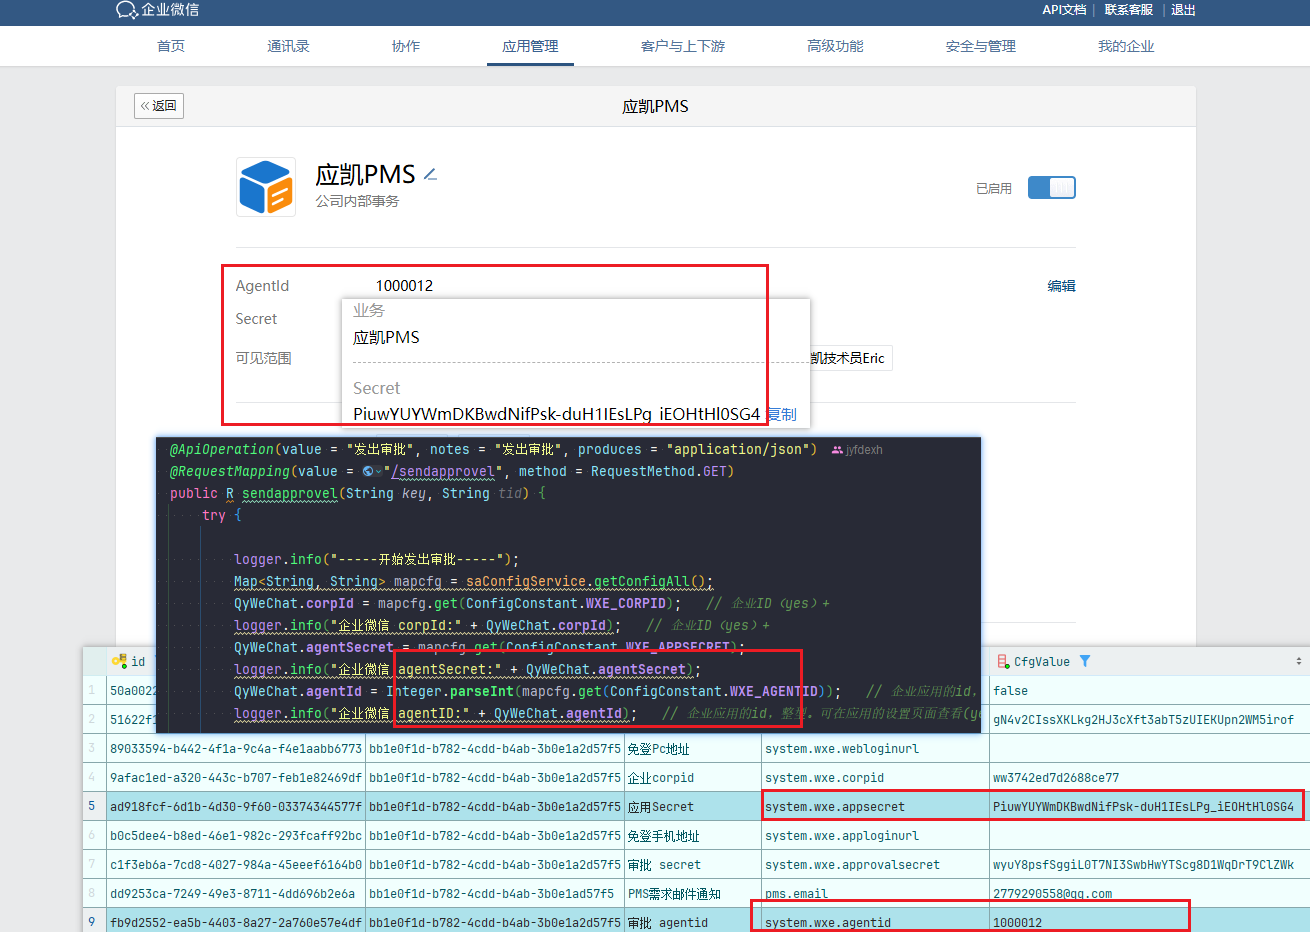 企业微信
API文档 | 联系客服 | 退出
首页 通讯录 协作 应用管理 客户与上下游 高级功能 安全与管理 我的企业
«返回
应凯PMS
应凯PMS
公司内部事务
已启用
AgentId 1000012
编辑
Secret
业务
应凯PMS
可见范围
凯技术员Eric
Secret
PiuwYUYWmDKBwdNifPsk-duH1IEsLPg_iEOHtHl0SG4 复制
@ApiOperation(value = "发出审批", notes = "发出审批", produces = "application/json") jyfdexh
@RequestMapping(value = "/sendapprovel", method = RequestMethod.GET)
public R sendapprovel(String key, String tid) {
try {
logger.info("-----开始发出审批-----");
Map<String, String> mapcfg = saConfigService.getConfigAll();
QyWeChat.corpId = mapcfg.get(ConfigConstant.WXE_CORPID); // 企业ID（yes）+
logger.info("企业微信 corpId:" + QyWeChat.corpId); // 企业ID（yes）+
QyWeChat.agentSecret = mapcfg.get(ConfigConstant.WXE_APPSECRET);
logger.info("企业微信 agentSecret:" + QyWeChat.agentSecret);
QyWeChat.agentId = Integer.parseInt(mapcfg.get(ConfigConstant.WXE_AGENTID)); // 企业应用的id，
logger.info("企业微信 agentID:" + QyWeChat.agentId); // 企业应用的id，整型。可在应用的设置页面查看(y
id CfgValue
1 50a0022 false
2 51622f1 gN4v2CIssXKLkg2HJ3cXft3abT5zUIEKUpn2WM5irof
3 89033594-b442-4f1a-9c4a-f4e1aabb6773 bb1e0f1d-b782-4cdd-b4ab-3b0e1a2d57f5 免登Pc地址 system.wxe.webloginurl
4 9afac1ed-a320-443c-b707-feb1e82469df bb1e0f1d-b782-4cdd-b4ab-3b0e1a2d57f5 企业corpid system.wxe.corpid ww3742ed7d2688ce77
5 ad918fcf-6d1b-4d30-9f60-03374344577f bb1e0f1d-b782-4cdd-b4ab-3b0e1a2d57f5 应用Secret system.wxe.appsecret PiuwYUYWmDKBwdNifPsk-duH1IEsLPg_iEOHtHl0SG4
6 b0c5dee4-b8ed-46e1-982c-293fcaff92bc bb1e0f1d-b782-4cdd-b4ab-3b0e1a2d57f5 免登手机地址 system.wxe.apploginurl
7 c1f3eb6a-7cd8-4027-984a-45eeef6164b0 bb1e0f1d-b782-4cdd-b4ab-3b0e1a2d57f5 审批 secret system.wxe.approvalsecret wyuY8psfSggiL0T7NI3SwbHwYTScg8D1WqDrT9ClZWk
8 dd9253ca-7249-49e3-8711-4dd696b2e6a bb1e0f1d-b782-4cdd-b4ab-3b0e1ad57f5 PMS需求邮件通知 pms.email 2779290558@qq.com
9 fb9d2552-ea5b-4403-8a27-2a760e57e4df bb1e0f1d-b782-4cdd-b4ab-3b0e1a2d57f5 审批 agentid system.wxe.agentid 1000012